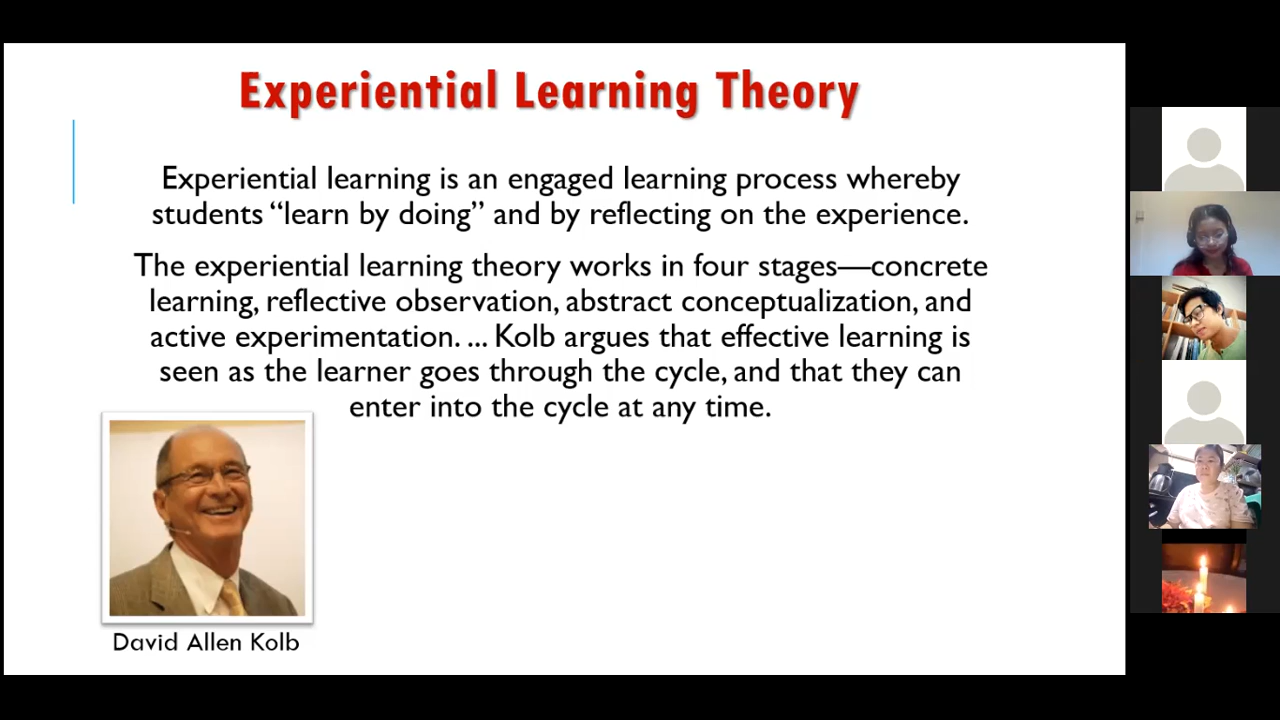 Experiential Learning Theory
Experiential learning is an engaged learning process whereby
students “learn by doing” and by reflecting on the experience.
The experiential learning theory works in four stages—concrete
learning, reflective observation, abstract conceptualization, and
active experimentation. ... Kolb argues that effective learning is
seen as the learner goes through the cycle, and that they can
enter into the cycle at any time.
David Allen Kolb